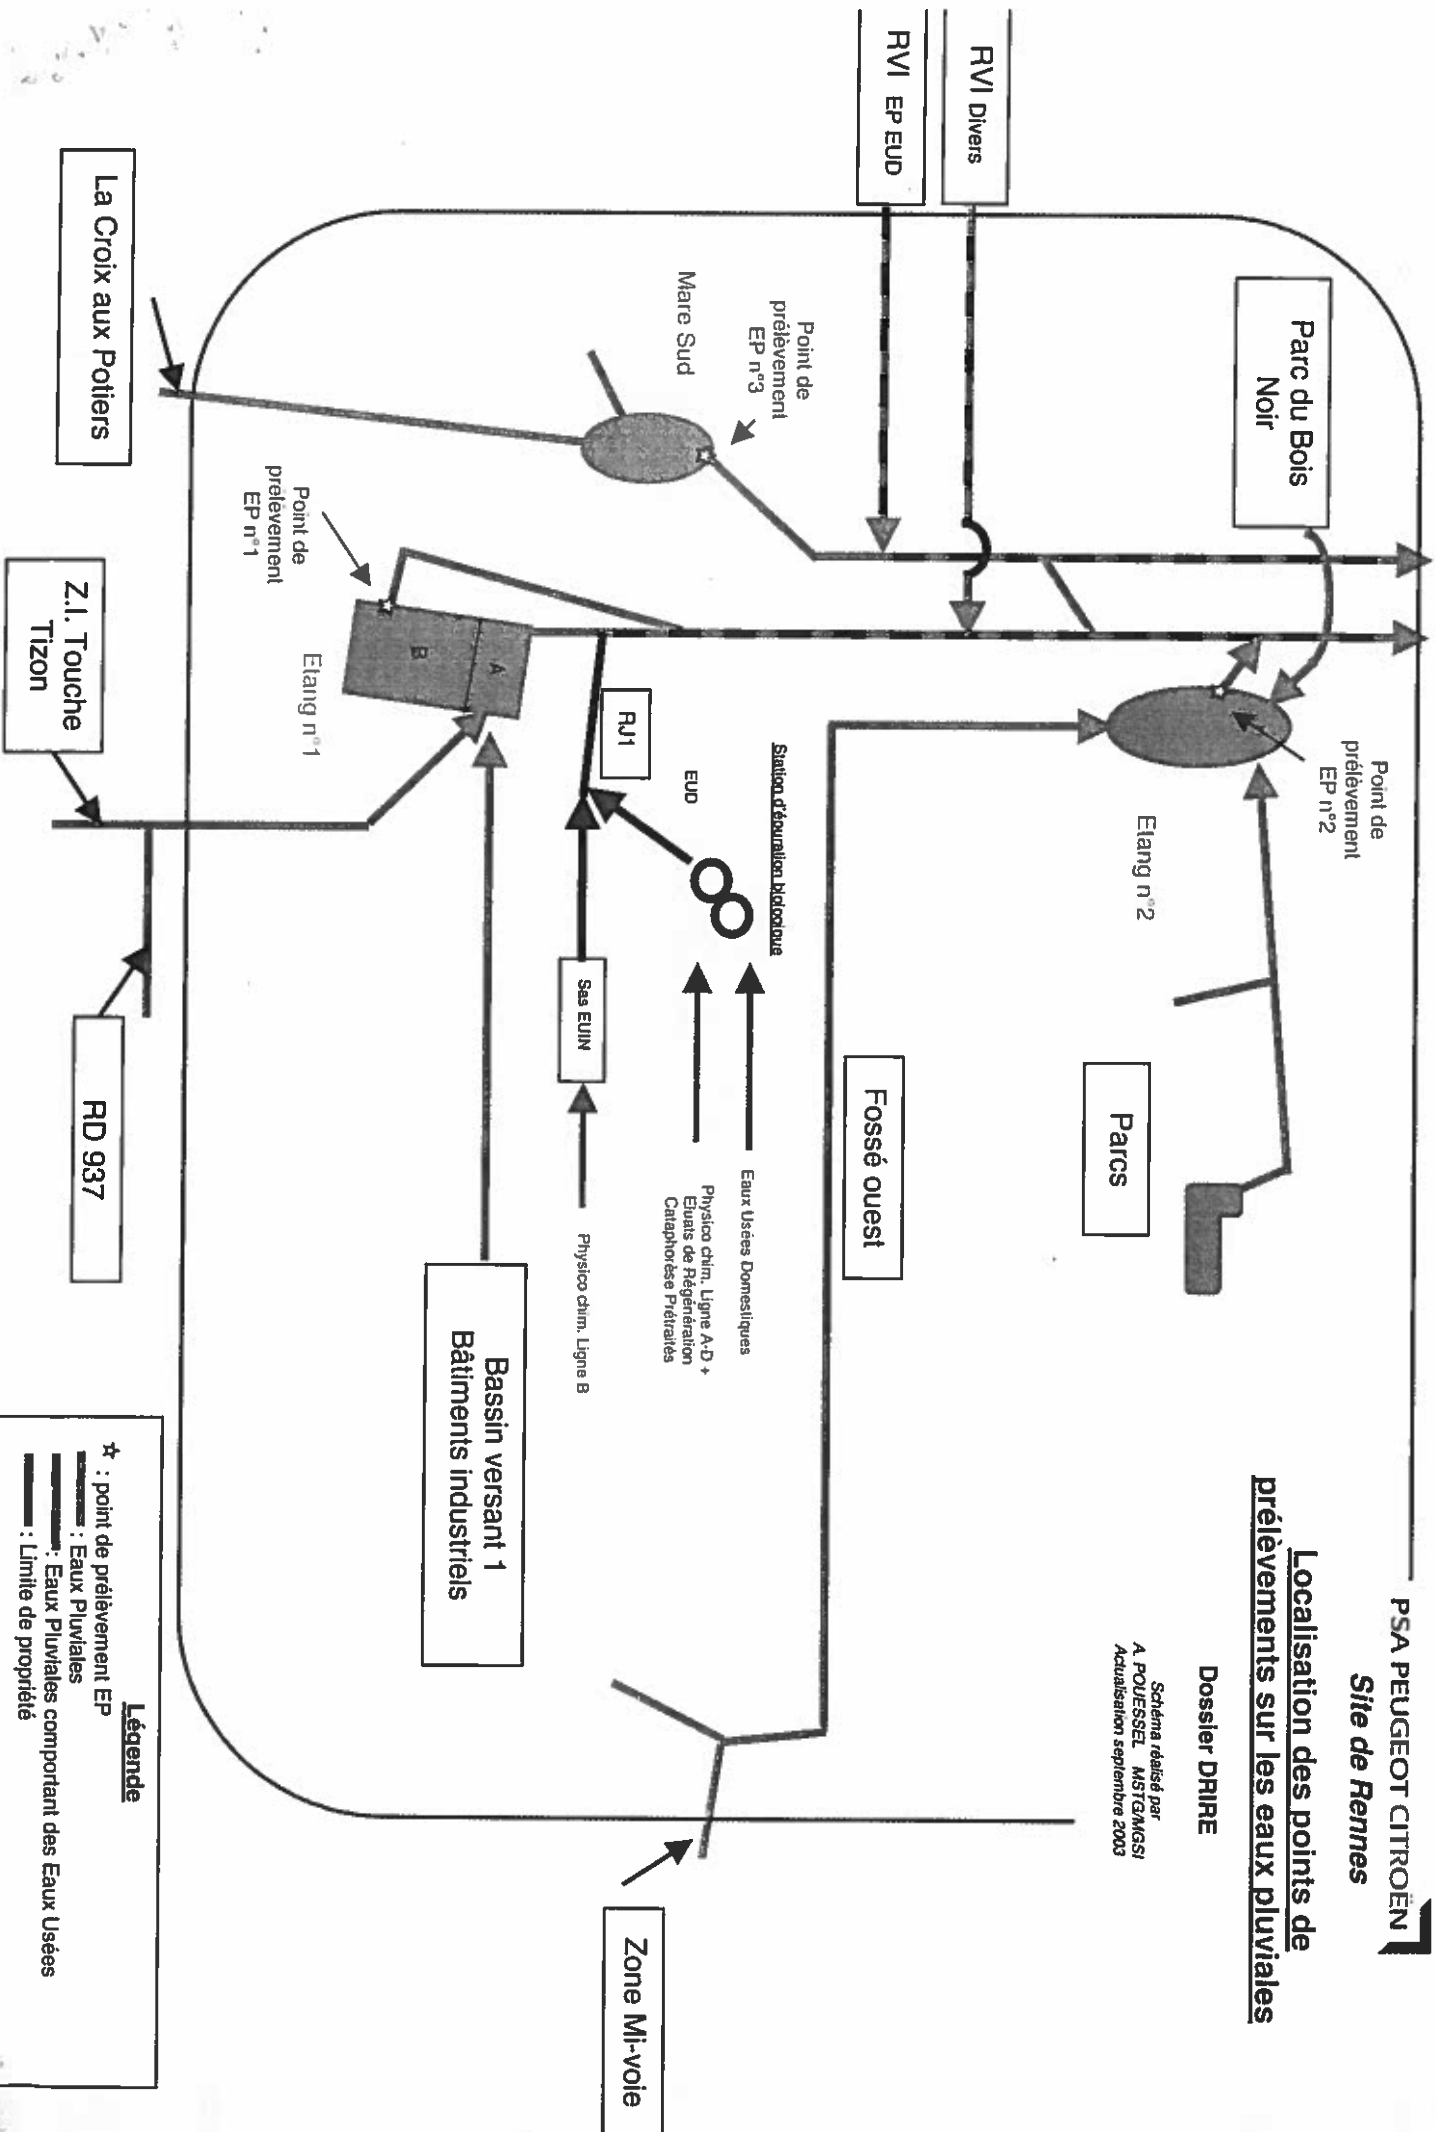 PSA PEUGEOT CITROËN
Site de Rennes
Localisation des points de
prélèvements sur les eaux pluviales
Dossier DRIRE
Schéma réalisé par
A. POUESSEL MSTG/MGSI
Actualisation septembre 2003
Parc du Bois
Noir
Point de
prélèvement
EP n°2
Etang n°2
Parcs
RVI Divers
RVI EP EUD
Fossé ouest
Point de
prélèvement
EP n°3
Mare Sud
Station d'épuration biologique
EUD
Eaux Usées Domestiques
Physico chim. Ligne A-D +
Eluats de Régénération
Cataphorèse Prétraités
RJ1
Sas EUIN
Physico chim. Ligne B
Zone Mi-voie
A
B
Etang n°1
Point de
prélèvement
EP n°1
Bassin versant 1
Bâtiments industriels
La Croix aux Potiers
Z.I. Touche
Tizon
RD 937
Légende
☆ : point de prélèvement EP
: Eaux Pluviales
: Eaux Pluviales comportant des Eaux Usées
: Limite de propriété